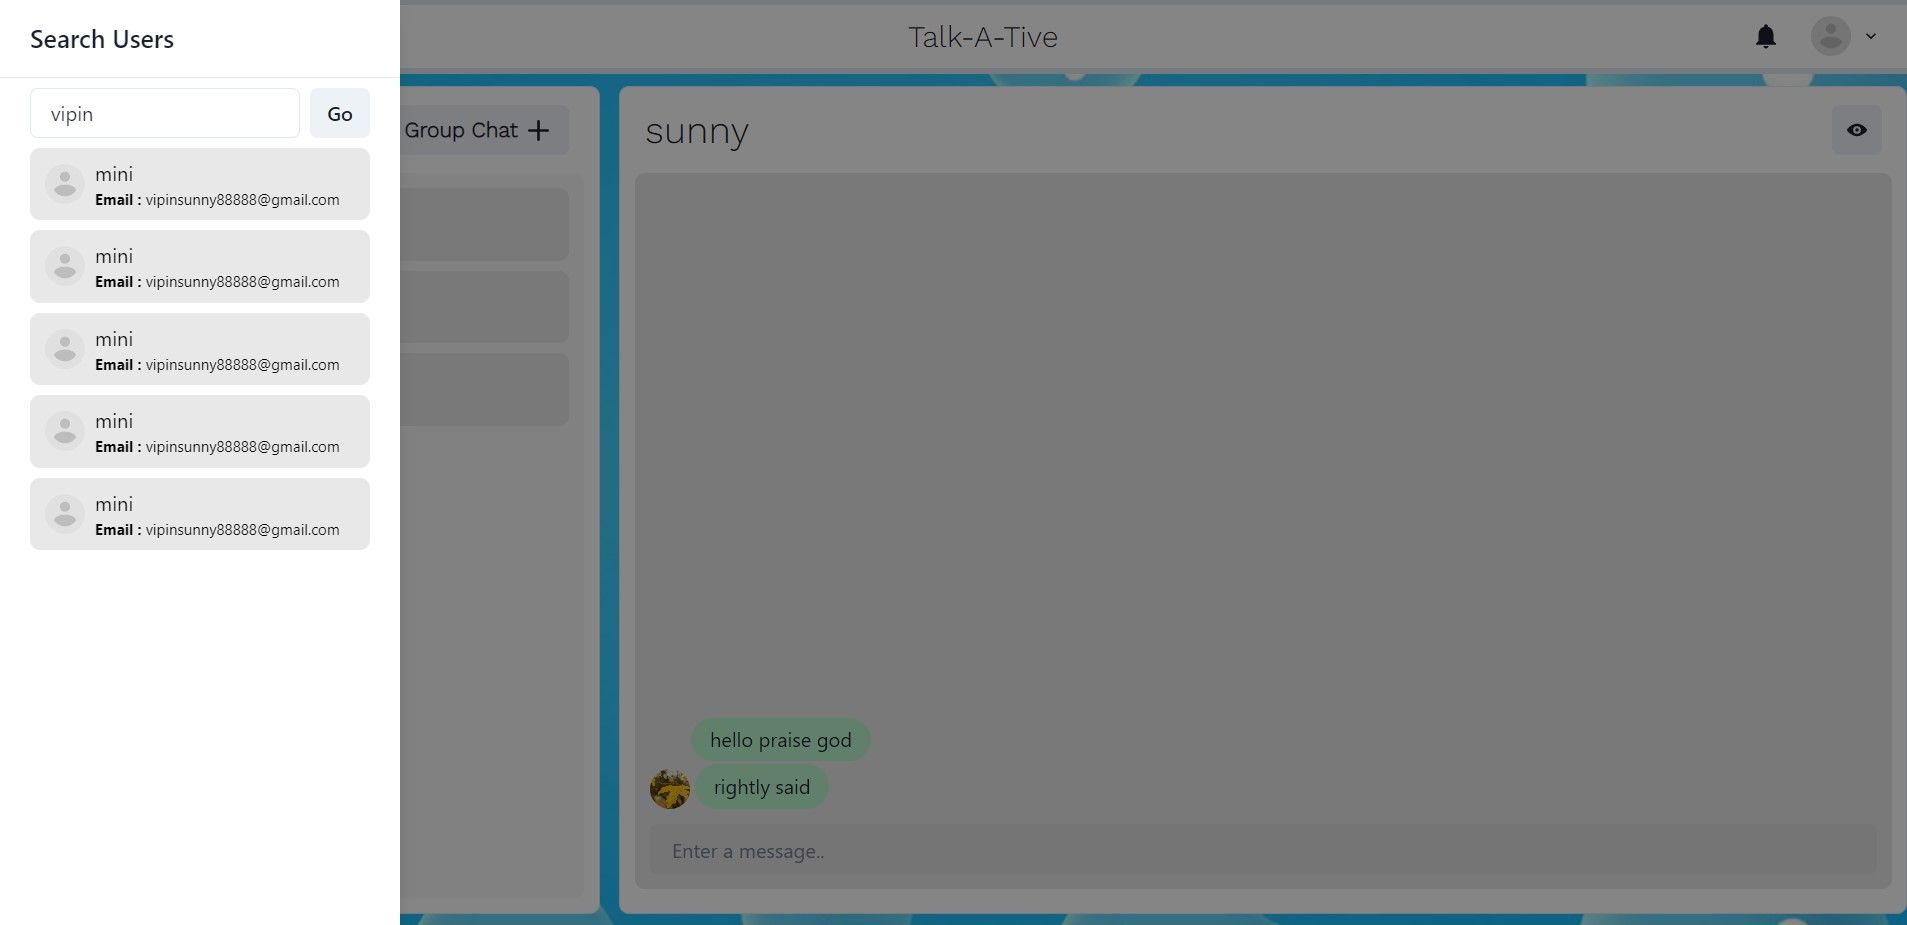 Search Users
vipin
Go
mini
Email : vipinsunny88888@gmail.com
mini
Email : vipinsunny88888@gmail.com
mini
Email : vipinsunny88888@gmail.com
mini
Email : vipinsunny88888@gmail.com
mini
Email : vipinsunny88888@gmail.com
Talk-A-Tive
Group Chat
sunny
hello praise god
rightly said
Enter a message..